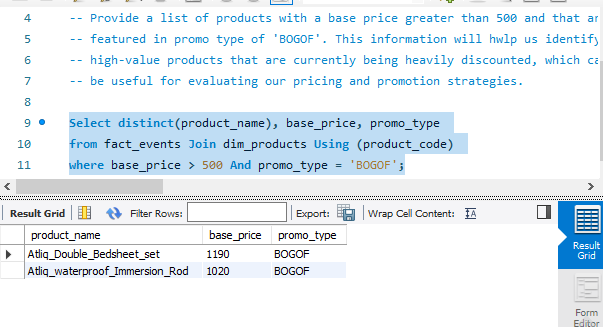 4 -- Provide a list of products with a base price greater than 500 and that ar
5 -- featured in promo type of 'BOGOF'. This information will hwlp us identify
6 -- high-value products that are currently being heavily discounted, which ca
7 -- be useful for evaluating our pricing and promotion strategies.
8
9 Select distinct(product_name), base_price, promo_type
10 from fact_events Join dim_products Using (product_code)
11 where base_price > 500 And promo_type = 'BOGOF';
Result Grid Filter Rows: Export: Wrap Cell Content:
product_name base_price promo_type
Atliq_Double_Bedsheet_set 1190 BOGOF
Atliq_waterproof_Immersion_Rod 1020 BOGOF
Result
Grid
Form
Editor